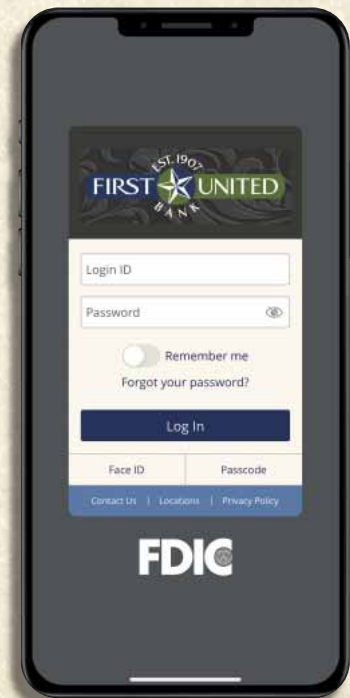 EST. 1907
FIRST UNITED
BANK
Login ID
Password
Remember me
Forgot your password?
Log In
Face ID Passcode
Contact Us | Locations | Privacy Policy
FDIC